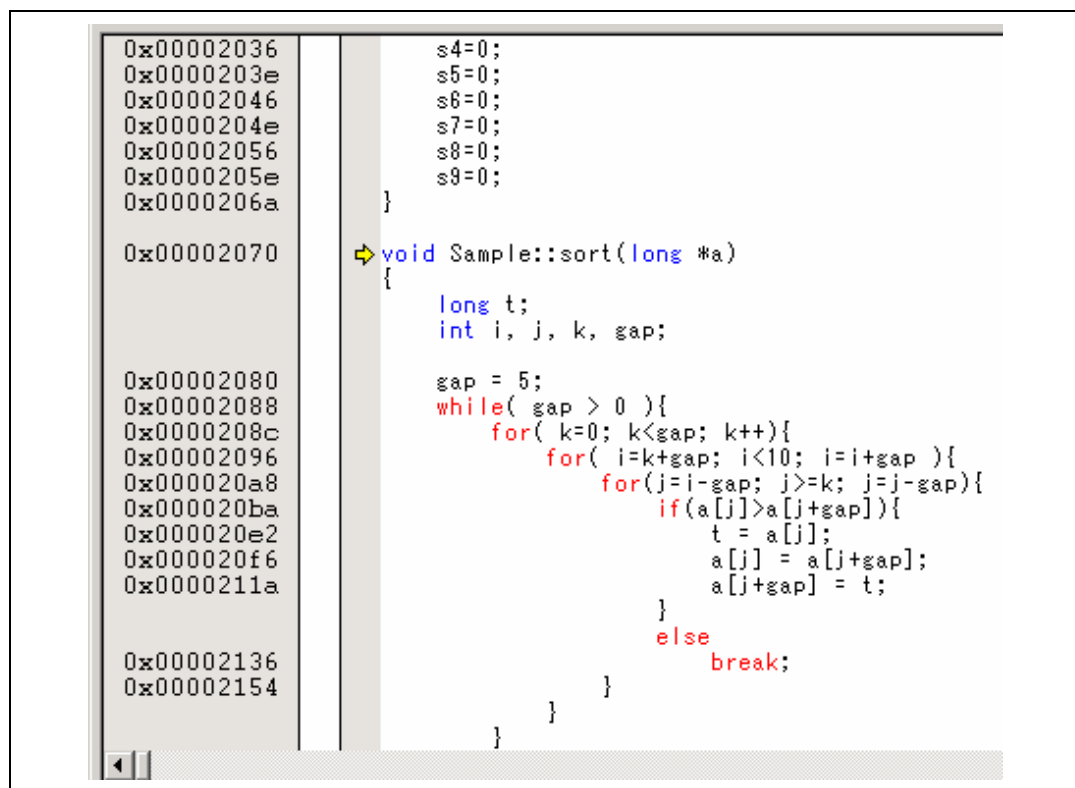 0x00002036 s4=0;
0x0000203e s5=0;
0x00002046 s6=0;
0x0000204e s7=0;
0x00002056 s8=0;
0x0000205e s9=0;
0x0000206a }
0x00002070 void Sample::sort(long *a)
{
long t;
int i, j, k, gap;
0x00002080 gap = 5;
0x00002088 while( gap > 0 ){
0x0000208c for( k=0; k<gap; k++){
0x00002096 for( i=k+gap; i<10; i=i+gap ){
0x000020a8 for(j=i-gap; j>=k; j=j-gap){
0x000020ba if(a[j]>a[j+gap]){
0x000020e2 t = a[j];
0x000020f6 a[j] = a[j+gap];
0x0000211a a[j+gap] = t;
}
else
0x00002136 break;
0x00002154 }
}
}